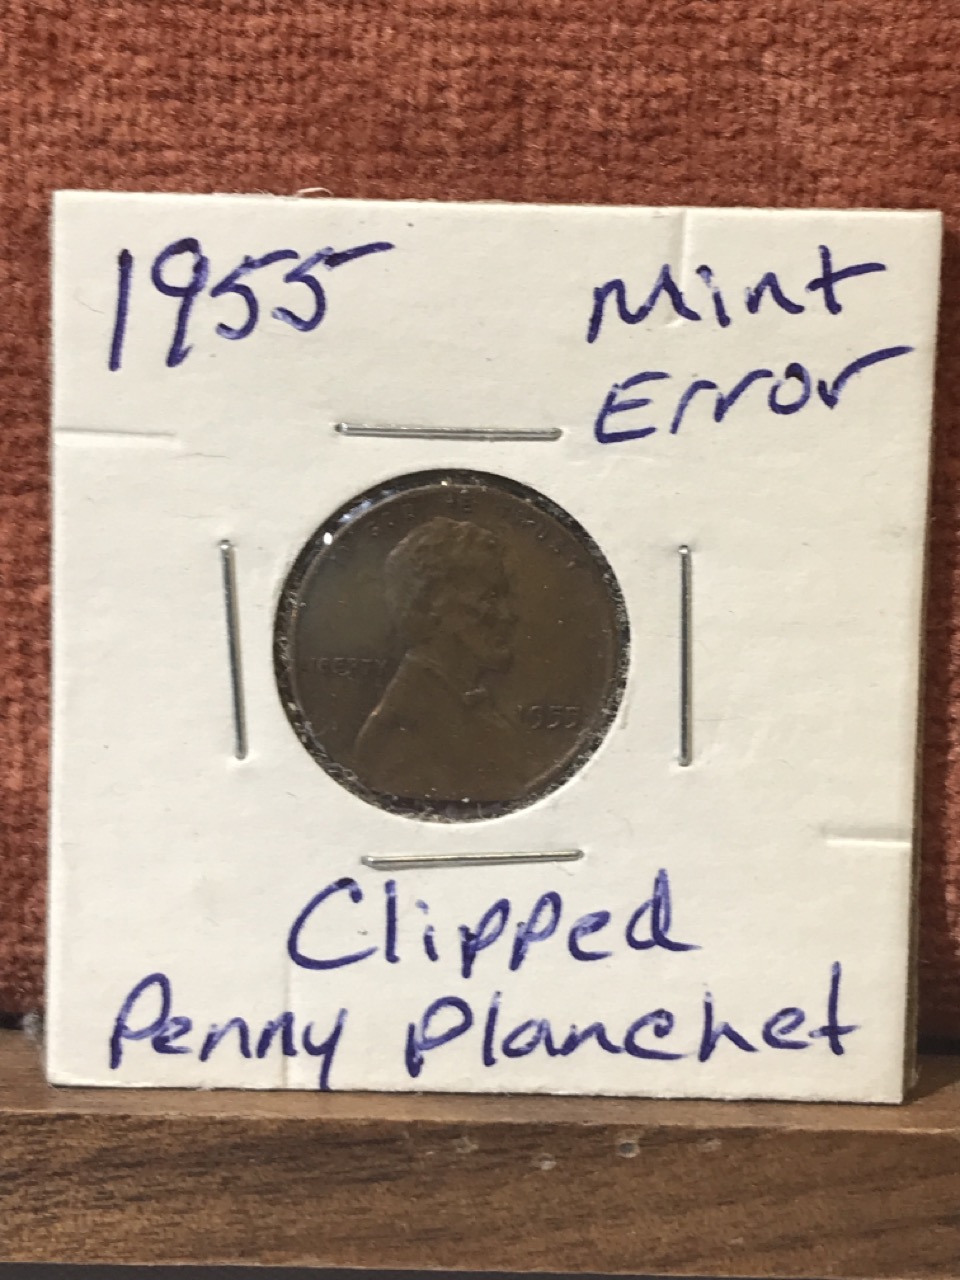 1955
Mint
Error
LIBERTY
1955
Clipped
Penny Planchet